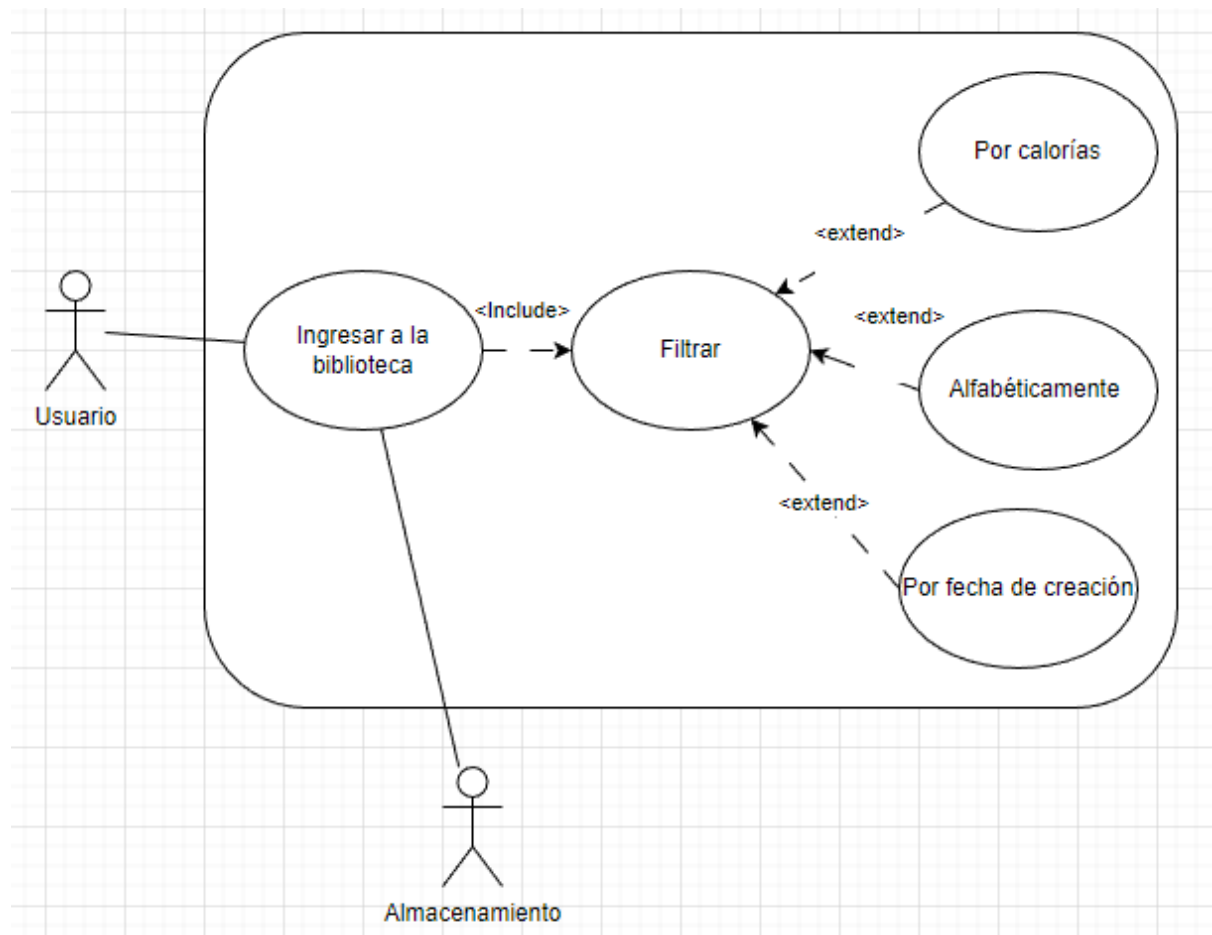 Por calorías
<extend>
<Include>
<extend>
Ingresar a la
biblioteca
Filtrar
Alfabéticamente
Usuario
<extend>
Por fecha de creación
Almacenamiento